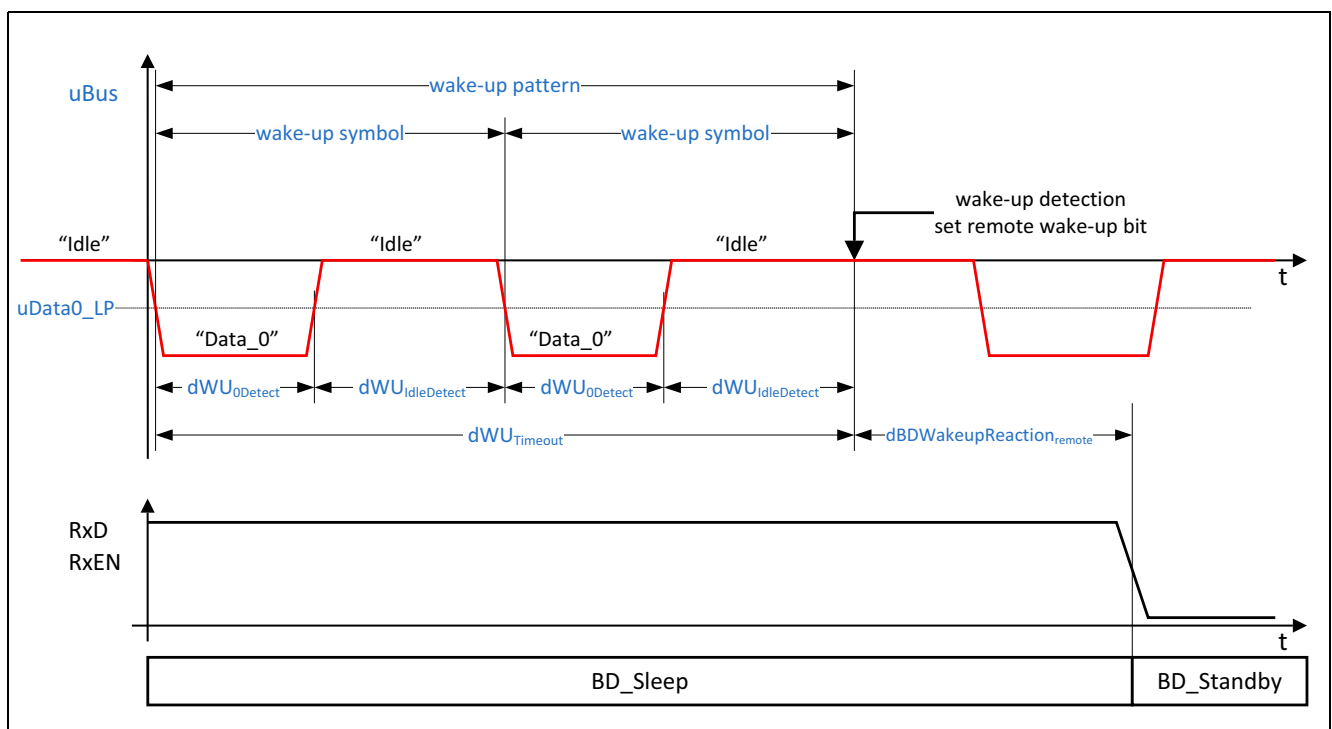 uBus
wake-up pattern
wake-up symbol
wake-up symbol
wake-up detection
set remote wake-up bit
“Idle”
“Idle”
“Idle”
t
uData0_LP
“Data_0”
“Data_0”
dWU0Detect
dWUIdleDetect
dWU0Detect
dWUIdleDetect
dWUTimeout
dBDWakeupReactionremote
RxD
RxEN
t
BD_Sleep
BD_Standby